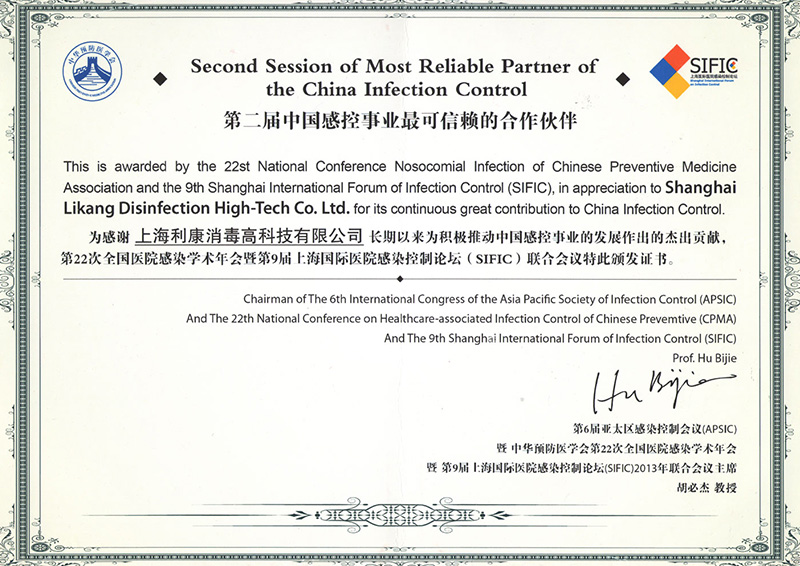 中华预防医学会
SIFIC
上海国际医院感染控制论坛
Shanghai International Forum
on Infection Control
Second Session of Most Reliable Partner of
the China Infection Control
第二届中国感控事业最可信赖的合作伙伴
This is awarded by the 22st National Conference Nosocomial Infection of Chinese Preventive Medicine
Association and the 9th Shanghai International Forum of Infection Control (SIFIC), in appreciation to Shanghai
Likang Disinfection High-Tech Co. Ltd. for its continuous great contribution to China Infection Control.
为感谢 上海利康消毒高科技有限公司 长期以来为积极推动中国感控事业的发展作出的杰出贡献，
第22次全国医院感染学术年会暨第9届上海国际医院感染控制论坛（SIFIC）联合会议特此颁发证书。
Chairman of The 6th International Congress of the Asia Pacific Society of Infection Control (APSIC)
And The 22th National Conference on Healthcare-associated Infection Control of Chinese Prevemtive (CPMA)
And The 9th Shanghai International Forum of Infection Control (SIFIC)
Prof. Hu Bijie
Hu Bijie
第6届亚太区感染控制会议(APSIC)
暨 中华预防医学会第22次全国医院感染学术年会
暨 第9届上海国际医院感染控制论坛(SIFIC)2013年联合会议主席
胡必杰 教授